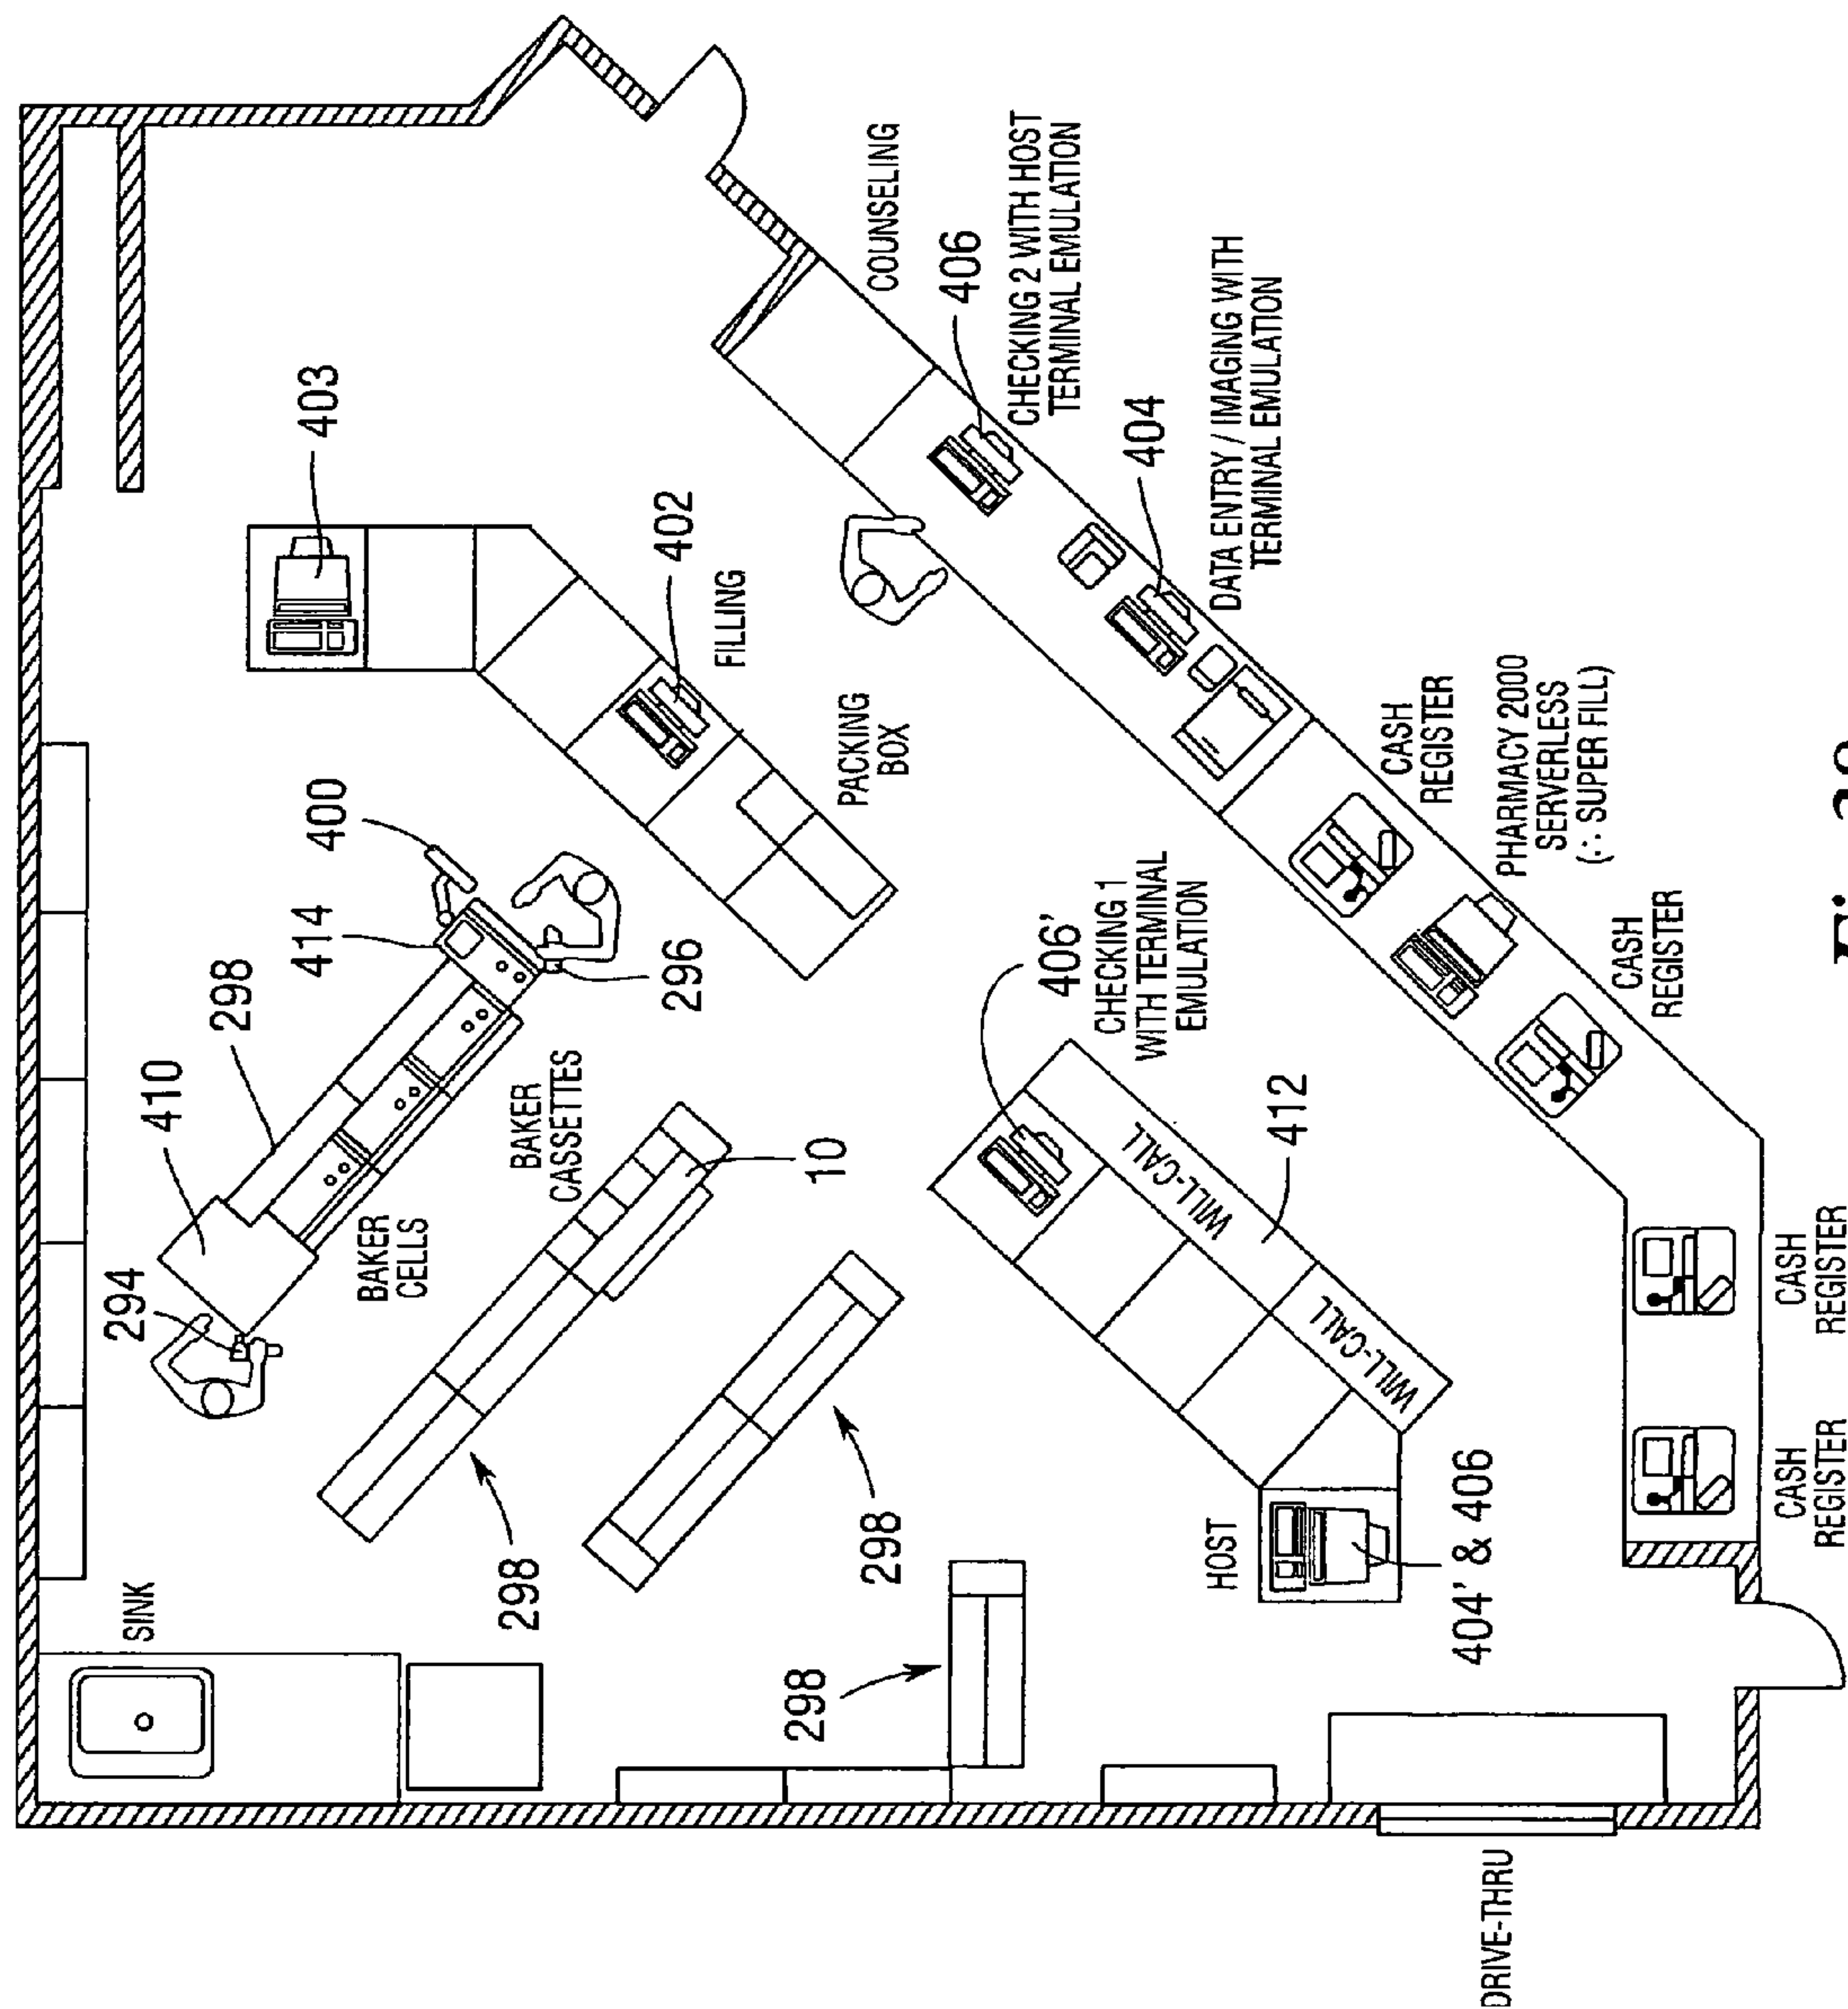 294
SINK
410
298
403
414
400
BAKER
CELLS
BAKER
CASSETTES
298
402
FILLING
296
10
298
298
PACKING
BOX
COUNSELING
406
406'
CHECKING 1
WITH TERMINAL
EMULATION
CHECKING 2 WITH HOST
TERMINAL EMULATION
WILL-CALL
404
HOST
412
WILL-CALL
DATA ENTRY / IMAGING WITH
TERMINAL EMULATION
CASH
REGISTER
404' & 406
DRIVE-THRU
PHARMACY 2000
SERVERLESS
(∴ SUPER FILL)
CASH
REGISTER
CASH
REGISTER
CASH
REGISTER